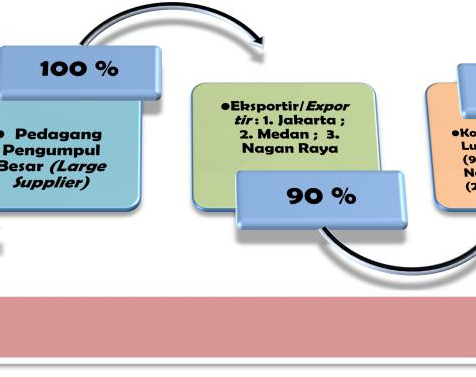 100 %
• Pedagang
Pengumpul
Besar (Large
Supplier)
•Eksportir/Expor
tir : 1. Jakarta ;
2. Medan ; 3.
Nagan Raya
90 %